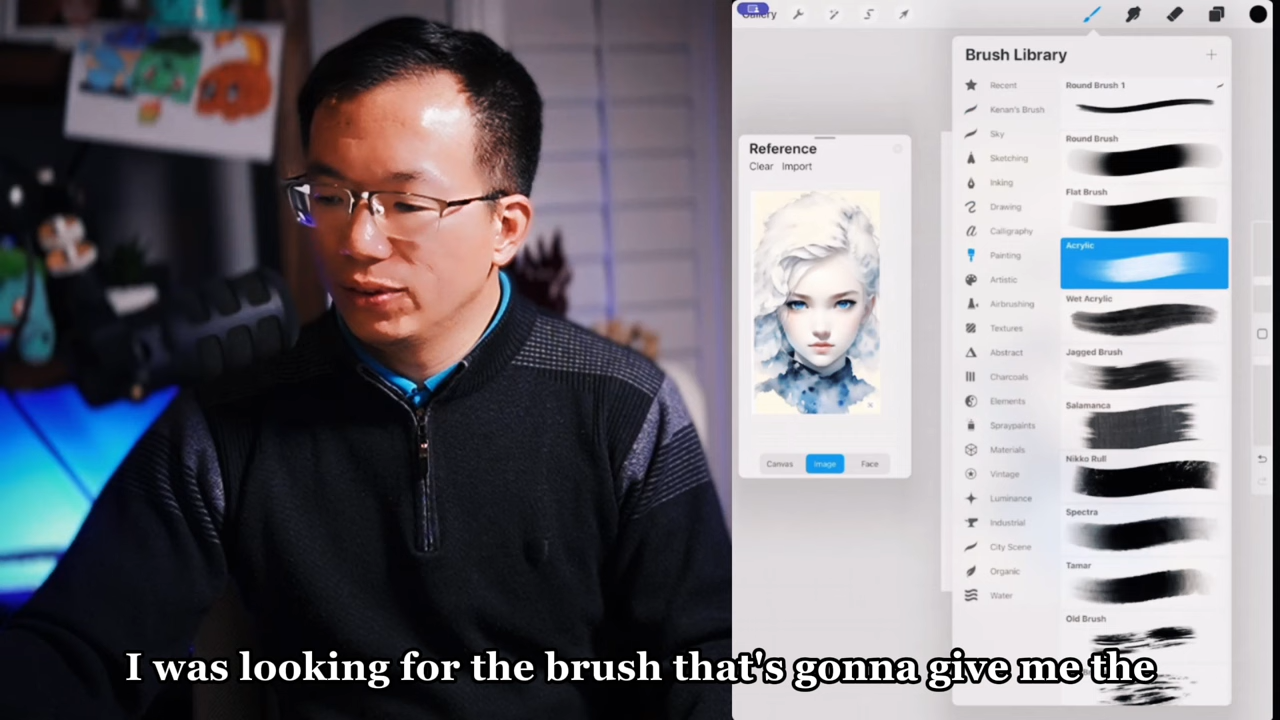 Gallery
Brush Library
Recent
Kenan's Brush
Sky
Sketching
Inking
Drawing
Calligraphy
Painting
Artistic
Airbrushing
Textures
Abstract
Charcoals
Elements
Spraypaints
Materials
Vintage
Luminance
Industrial
City Scene
Organic
Water
Round Brush 1
Round Brush
Flat Brush
Acrylic
Wet Acrylic
Jagged Brush
Salamanca
Nikko Rull
Spectra
Tamar
Old Brush
Reference
Clear Import
Canvas Image Face
I was looking for the brush that's gonna give me the